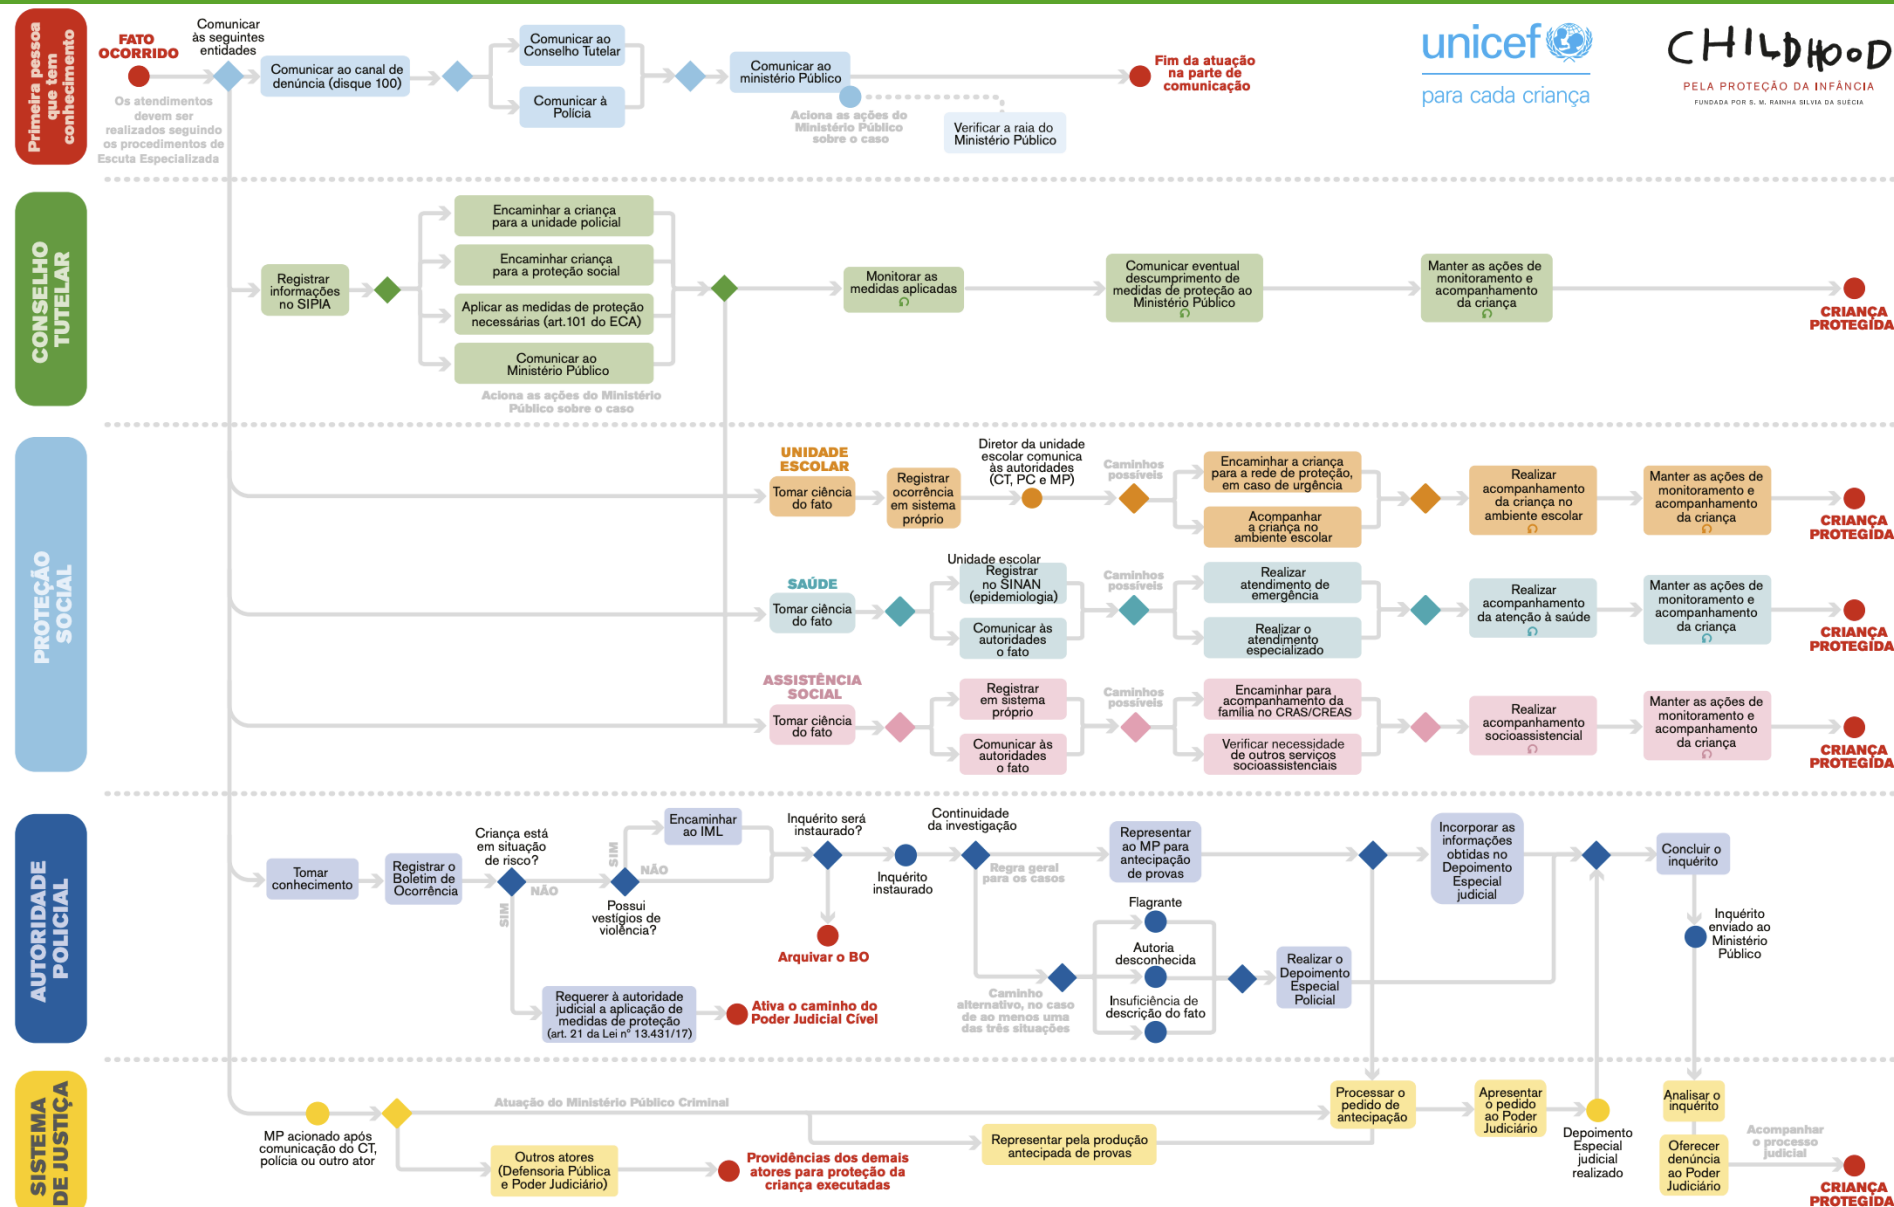 Primeira pessoa
que tem
conhecimento
FATO
OCORRIDO
Os atendimentos
devem ser
realizados seguindo
os procedimentos de
Escuta Especializada
Comunicar
às seguintes
entidades
Comunicar ao canal de
denúncia (disque 100)
Comunicar ao
Conselho Tutelar
Comunicar à
Polícia
Comunicar ao
ministério Público
Aciona as ações do
Ministério Público
sobre o caso
Verificar a raia do
Ministério Público
Fim da atuação
na parte de
comunicação
unicef
para cada criança
CHILDHOOD
PELA PROTEÇÃO DA INFÂNCIA
FUNDADA POR S. M. RAINHA SILVIA DA SUÉCIA
CONSELHO
TUTELAR
Registrar
informações
no SIPIA
Encaminhar a criança
para a unidade policial
Encaminhar criança
para a proteção social
Aplicar as medidas de proteção
necessárias (art.101 do ECA)
Comunicar ao
Ministério Público
Aciona as ações do Ministério
Público sobre o caso
Monitorar as
medidas aplicadas
Comunicar eventual
descumprimento de
medidas de proteção ao
Ministério Público
Manter as ações de
monitoramento e
acompanhamento
da criança
CRIANÇA
PROTEGIDA
PROTEÇÃO
SOCIAL
UNIDADE
ESCOLAR
Tomar ciência
do fato
Registrar
ocorrência
em sistema
próprio
Diretor da unidade
escolar comunica
às autoridades
(CT, PC e MP)
Caminhos
possíveis
Encaminhar a criança
para a rede de proteção,
em caso de urgência
Acompanhar
a criança no
ambiente escolar
Realizar
acompanhamento
da criança no
ambiente escolar
Manter as ações de
monitoramento e
acompanhamento
da criança
CRIANÇA
PROTEGIDA
SAÚDE
Tomar ciência
do fato
Unidade escolar
Registrar
no SINAN
(epidemiologia)
Comunicar às
autoridades
o fato
Caminhos
possíveis
Realizar
atendimento de
emergência
Realizar o
atendimento
especializado
Realizar
acompanhamento
da atenção à saúde
Manter as ações de
monitoramento e
acompanhamento
da criança
CRIANÇA
PROTEGIDA
ASSISTÊNCIA
SOCIAL
Tomar ciência
do fato
Registrar
em sistema
próprio
Comunicar às
autoridades
o fato
Caminhos
possíveis
Encaminhar para
acompanhamento da
família no CRAS/CREAS
Verificar necessidade
de outros serviços
socioassistenciais
Realizar
acompanhamento
socioassistencial
Manter as ações de
monitoramento e
acompanhamento
da criança
CRIANÇA
PROTEGIDA
AUTORIDADE
POLICIAL
Tomar
conhecimento
Registrar o
Boletim de
Ocorrência
Criança está
em situação
de risco?
NÃO
SIM
Possui
vestígios de
violência?
SIM
NÃO
Encaminhar
ao IML
Inquérito será
instaurado?
Arquivar o BO
Inquérito
instaurado
Requerer à autoridade
judicial a aplicação de
medidas de proteção
(art. 21 da Lei n° 13.431/17)
Ativa o caminho do
Poder Judicial Cível
Continuidade
da investigação
Regra geral
para os casos
Caminho
alternativo, no caso
de ao menos uma
das três situações
Representar
ao MP para
antecipação
de provas
Flagrante
Autoria
desconhecida
Insuficiência de
descrição do fato
Realizar o
Depoimento
Especial
Policial
Incorporar as
informações
obtidas no
Depoimento
Especial
judicial
Concluir o
inquérito
Inquérito
enviado ao
Ministério
Público
SISTEMA
DE JUSTIÇA
MP acionado após
comunicação do CT,
polícia ou outro ator
Atuação do Ministério Público Criminal
Outros atores
(Defensoria Pública
e Poder Judiciário)
Providências dos demais
atores para proteção da
criança executadas
Representar pela produção
antecipada de provas
Processar o
pedido de
antecipação
Apresentar
o pedido
ao Poder
Judiciário
Depoimento
Especial
judicial
realizado
Analisar o
inquérito
Oferecer
denúncia
ao Poder
Judiciário
Acompanhar
o processo
judicial
CRIANÇA
PROTEGIDA